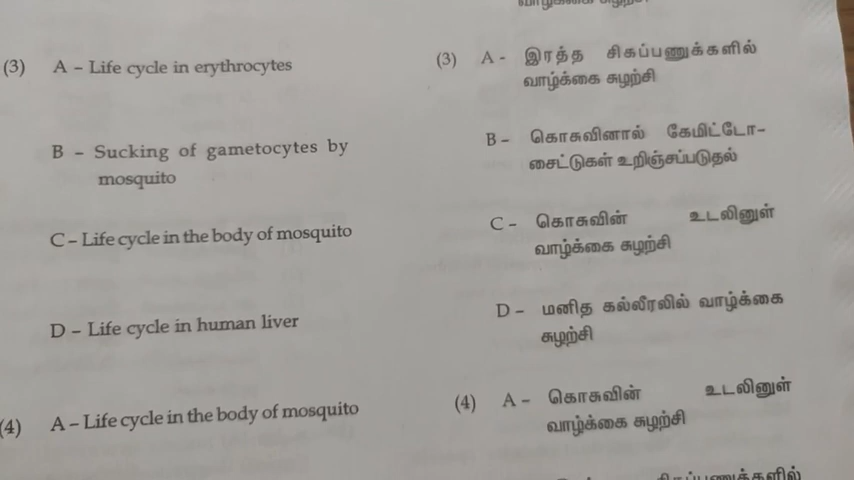 (3) A – Life cycle in erythrocytes
B – Sucking of gametocytes by
mosquito
C – Life cycle in the body of mosquito
D – Life cycle in human liver
(4) A – Life cycle in the body of mosquito
(3) A - இரத்த சிகப்பணுக்களில்
வாழ்க்கை சுழற்சி
B – கொசுவினால் கேமிட்டோ-
சைட்டுகள் உறிஞ்சப்படுதல்
C – கொசுவின் உடலினுள்
வாழ்க்கை சுழற்சி
D – மனித கல்லீரலில் வாழ்க்கை
சுழற்சி
(4) A – கொசுவின் உடலினுள்
வாழ்க்கை சுழற்சி